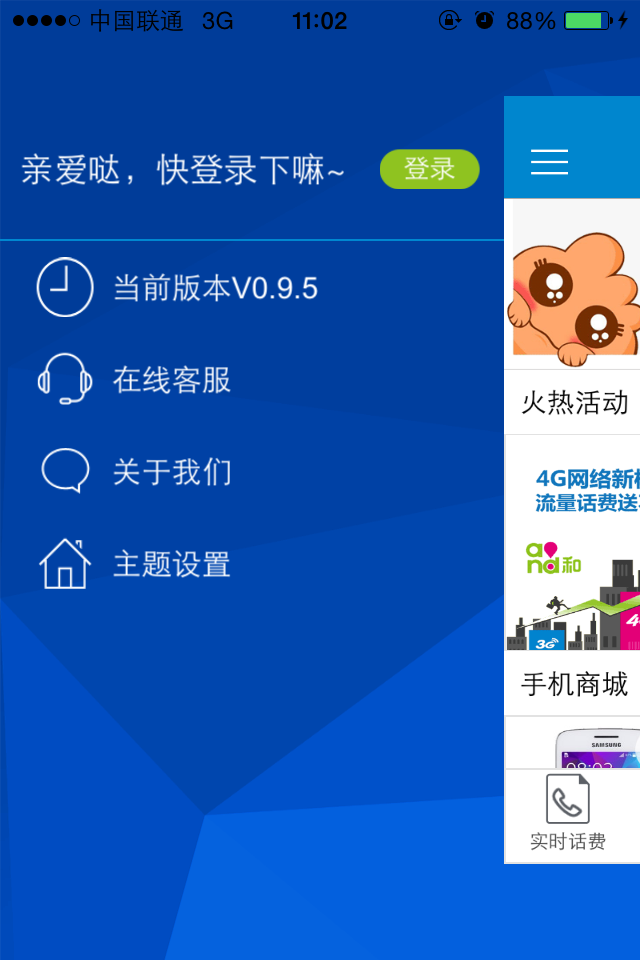 中国联通 3G 11:02 88%
亲爱哒，快登录下嘛~ 登录
当前版本V0.9.5
在线客服
关于我们
主题设置
火热活动
4G网络新
流量话费送
and和
3G
4
手机商城
SAMSUNG
08:02
实时话费